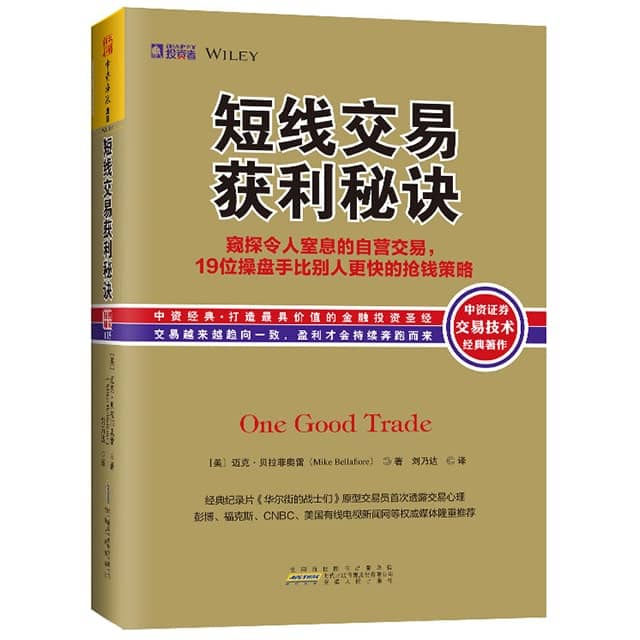 HAPPY
投资者
WILEY
短线交易
获利秘诀
窥探令人窒息的自营交易，
19位操盘手比别人更快的抢钱策略
中资经典·打造最具价值的金融投资圣经
交易越来越趋向一致，盈利才会持续奔跑而来
中资证券
交易技术
经典著作
One Good Trade
［美］迈克·贝拉菲奥雷（Mike Bellafiore） 著 刘乃达 译
经典纪录片《华尔街的战士们》原型交易员首次透露交易心理
彭博、福克斯、CNBC、美国有线电视新闻网等权威媒体隆重推荐
WILEY
短线交易获利秘诀
刘乃达 译